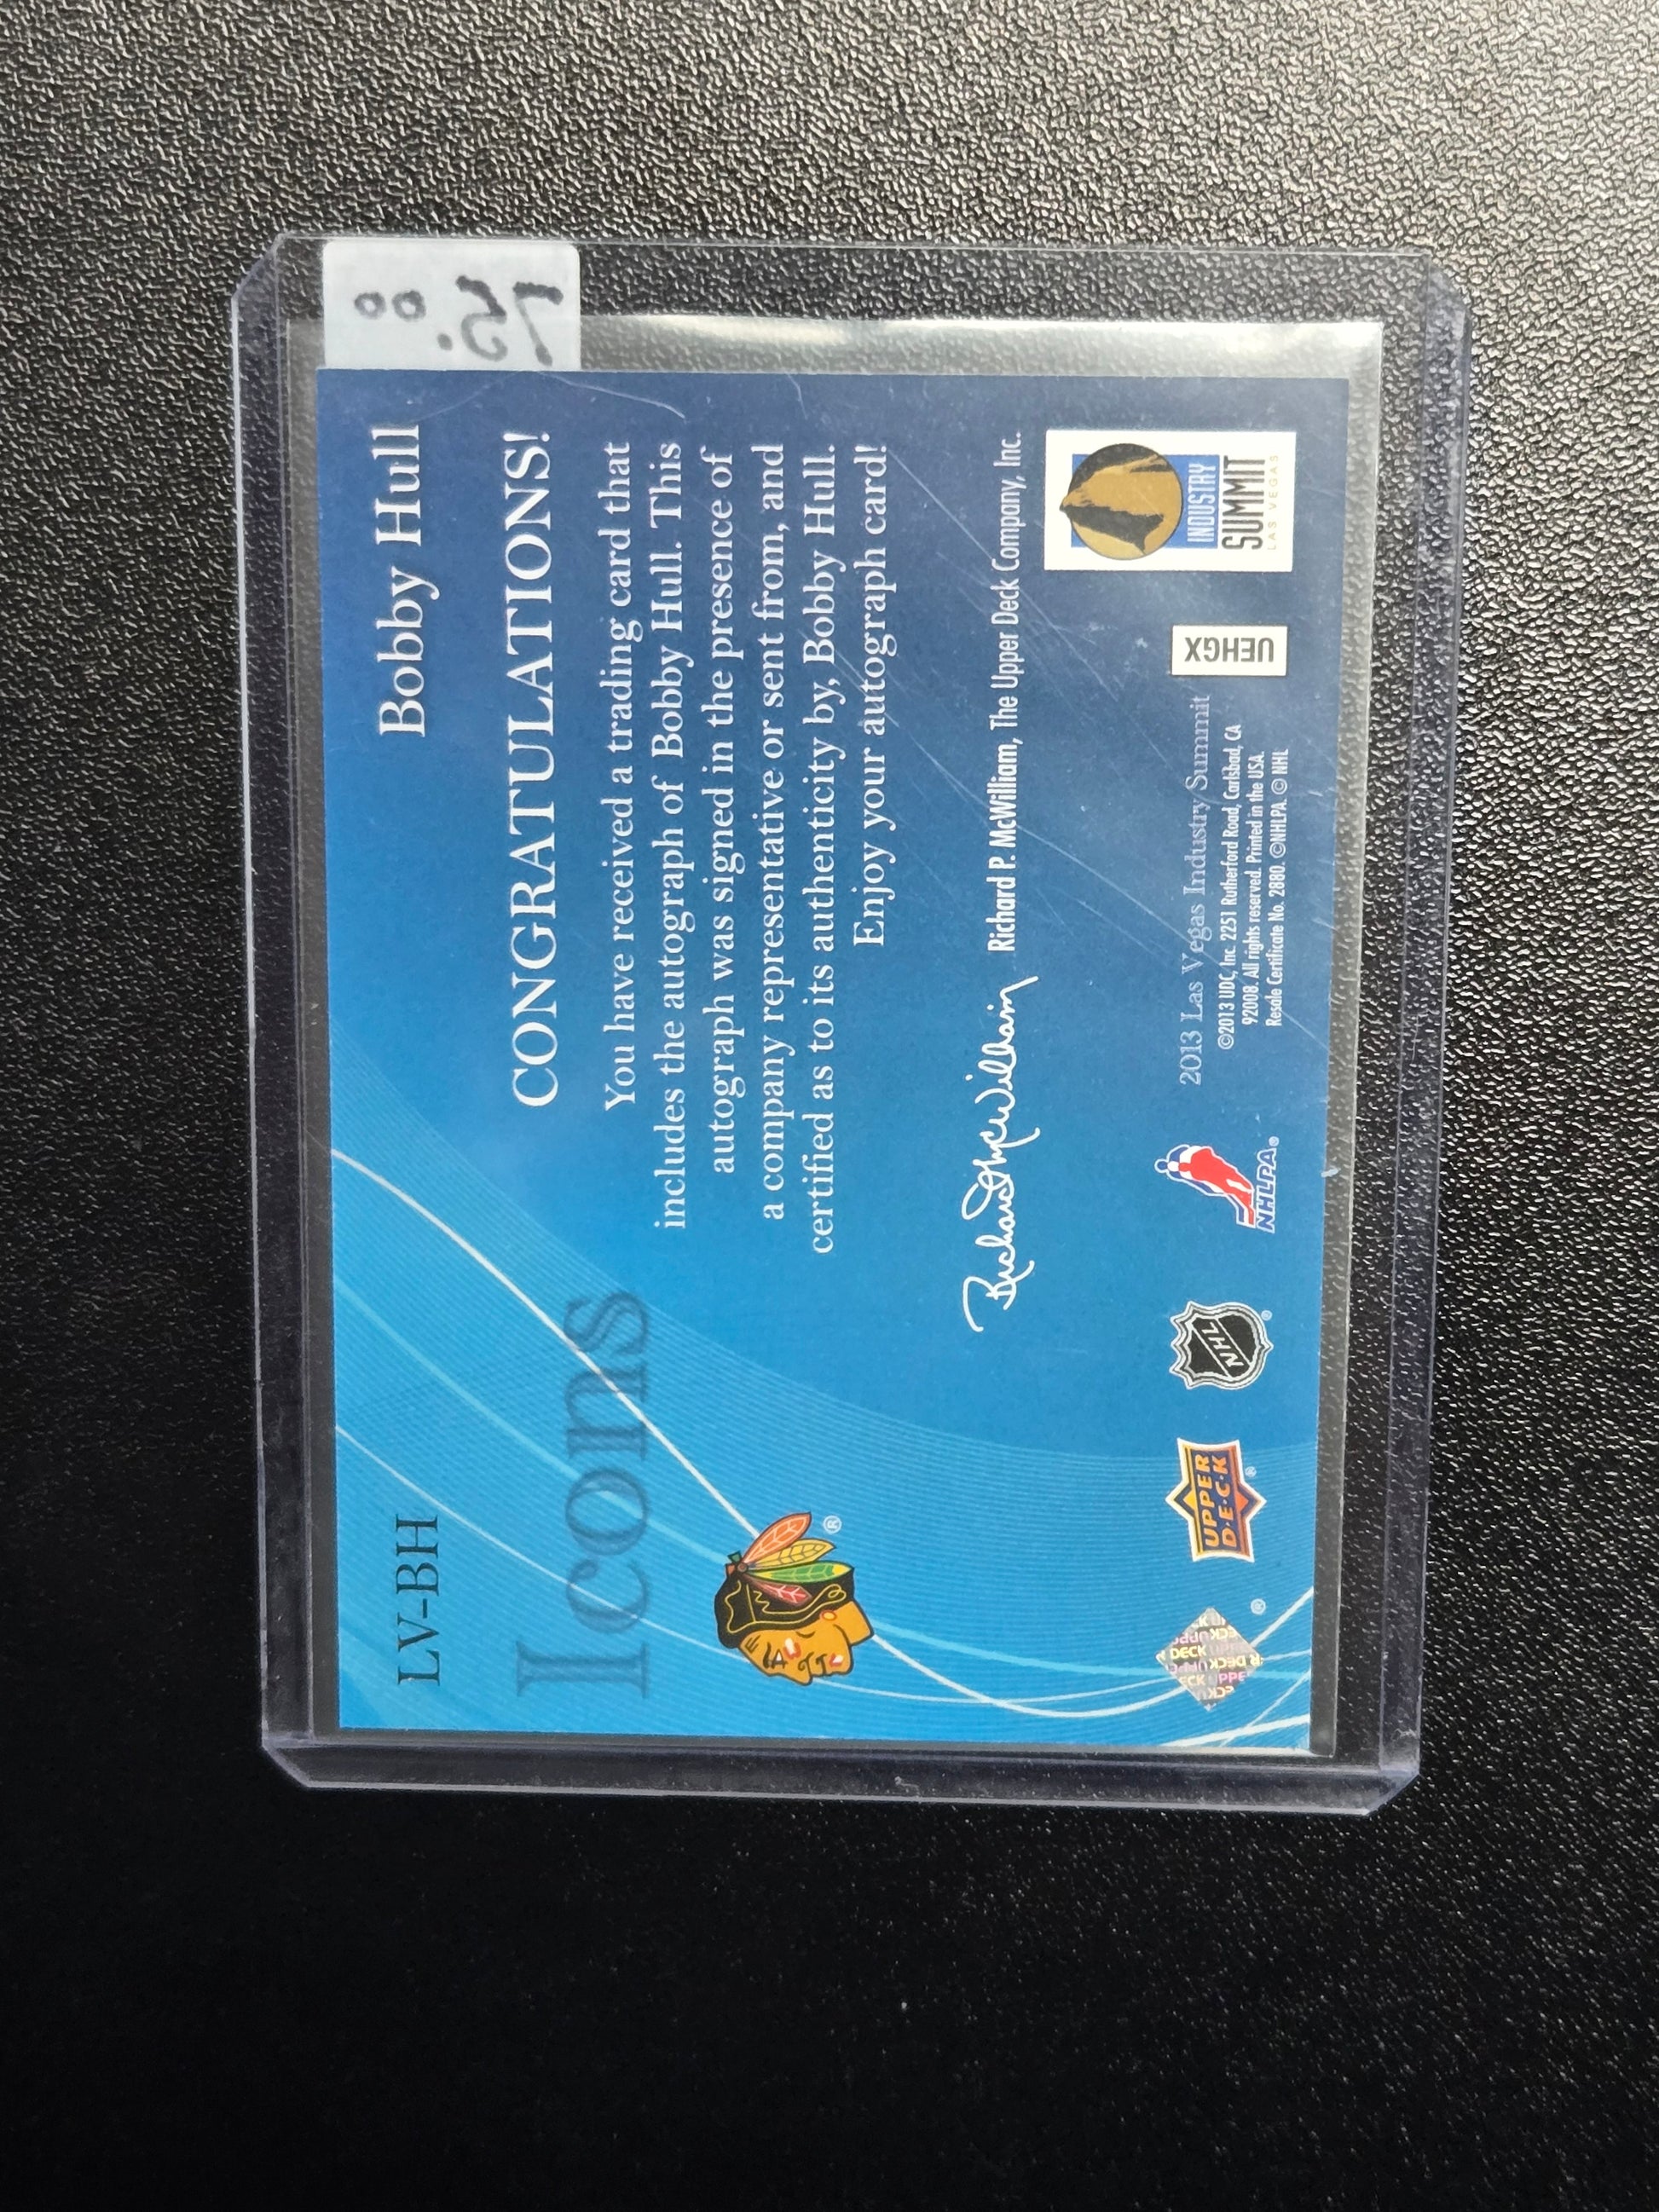 75.00
LV-BH
Bobby Hull
CONGRATULATIONS!
Icons
You have received a trading card that
includes the autograph of Bobby Hull. This
autograph was signed in the presence of
a company representative or sent from, and
certified as to its authenticity by, Bobby Hull.
Enjoy your autograph card!
Richard P. McWilliam Richard P. McWilliam, The Upper Deck Company, Inc.
2013 Las Vegas Industry Summit
©2013 UDC, Inc. 2251 Rutherford Road, Carlsbad, CA
92008. All rights reserved. Printed in the USA.
Resale Certificate No. 2880. ©NHLPA. © NHL
UEHGX
INDUSTRY
SUMMIT
LAS VEGAS
UPPER
D·E·C·K
NHL
NHLPA